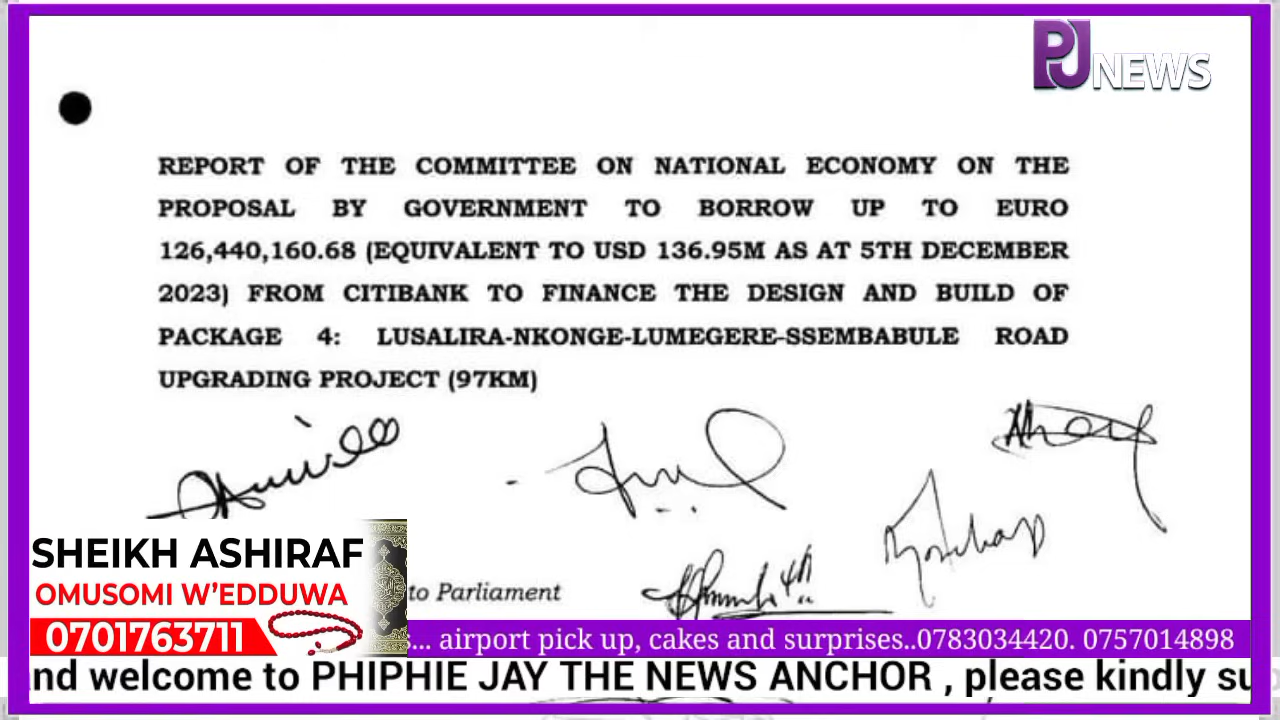 PJ NEWS
REPORT OF THE COMMITTEE ON NATIONAL ECONOMY ON THE
PROPOSAL BY GOVERNMENT TO BORROW UP TO EURO
126,440,160.68 (EQUIVALENT TO USD 136.95M AS AT 5TH DECEMBER
2023) FROM CITIBANK TO FINANCE THE DESIGN AND BUILD OF
PACKAGE 4: LUSALIRA-NKONGE-LUMEGERE-SSEMBABULE ROAD
UPGRADING PROJECT (97KM)
to Parliament
SHEIKH ASHIRAF
OMUSOMI W'EDDUWA
0701763711
s... airport pick up, cakes and surprises..0783034420. 0757014898
nd welcome to PHIPHIE JAY THE NEWS ANCHOR , please kindly su